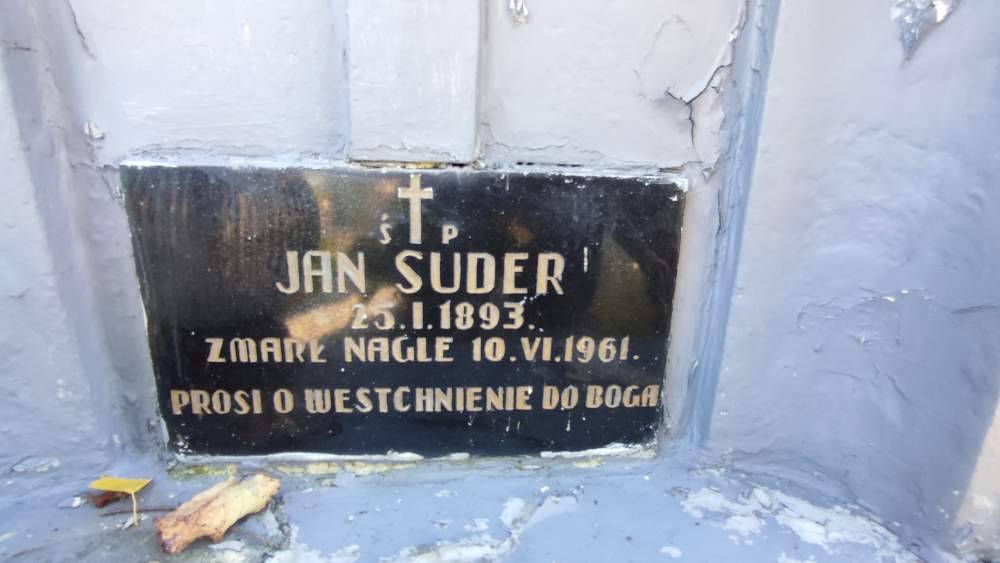 Ś P
JAN SUDER
25.I.1893.
ZMARŁ NAGLE 10.VI.1961.
PROSI O WESTCHNIENIE DO BOGA